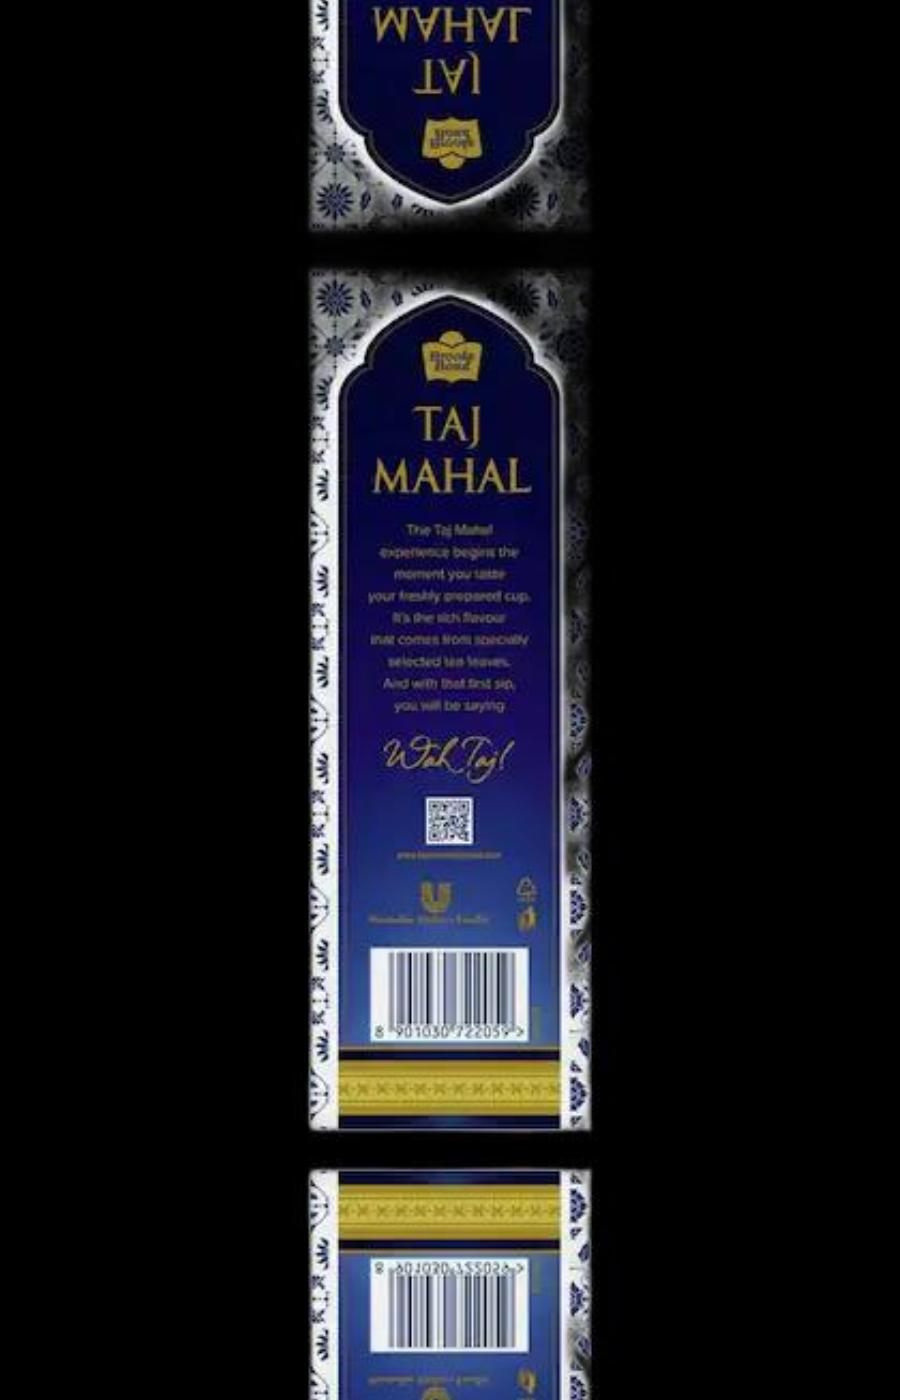 Brooke
Bond
TAJ
MAHAL
The Taj Mahal
experience begins the
moment you taste
your freshly prepared cup.
It's the rich flavour
that comes from specially
selected tea leaves.
And with that first sip,
you will be saying
Wah Taj!
8 901030 722059 >